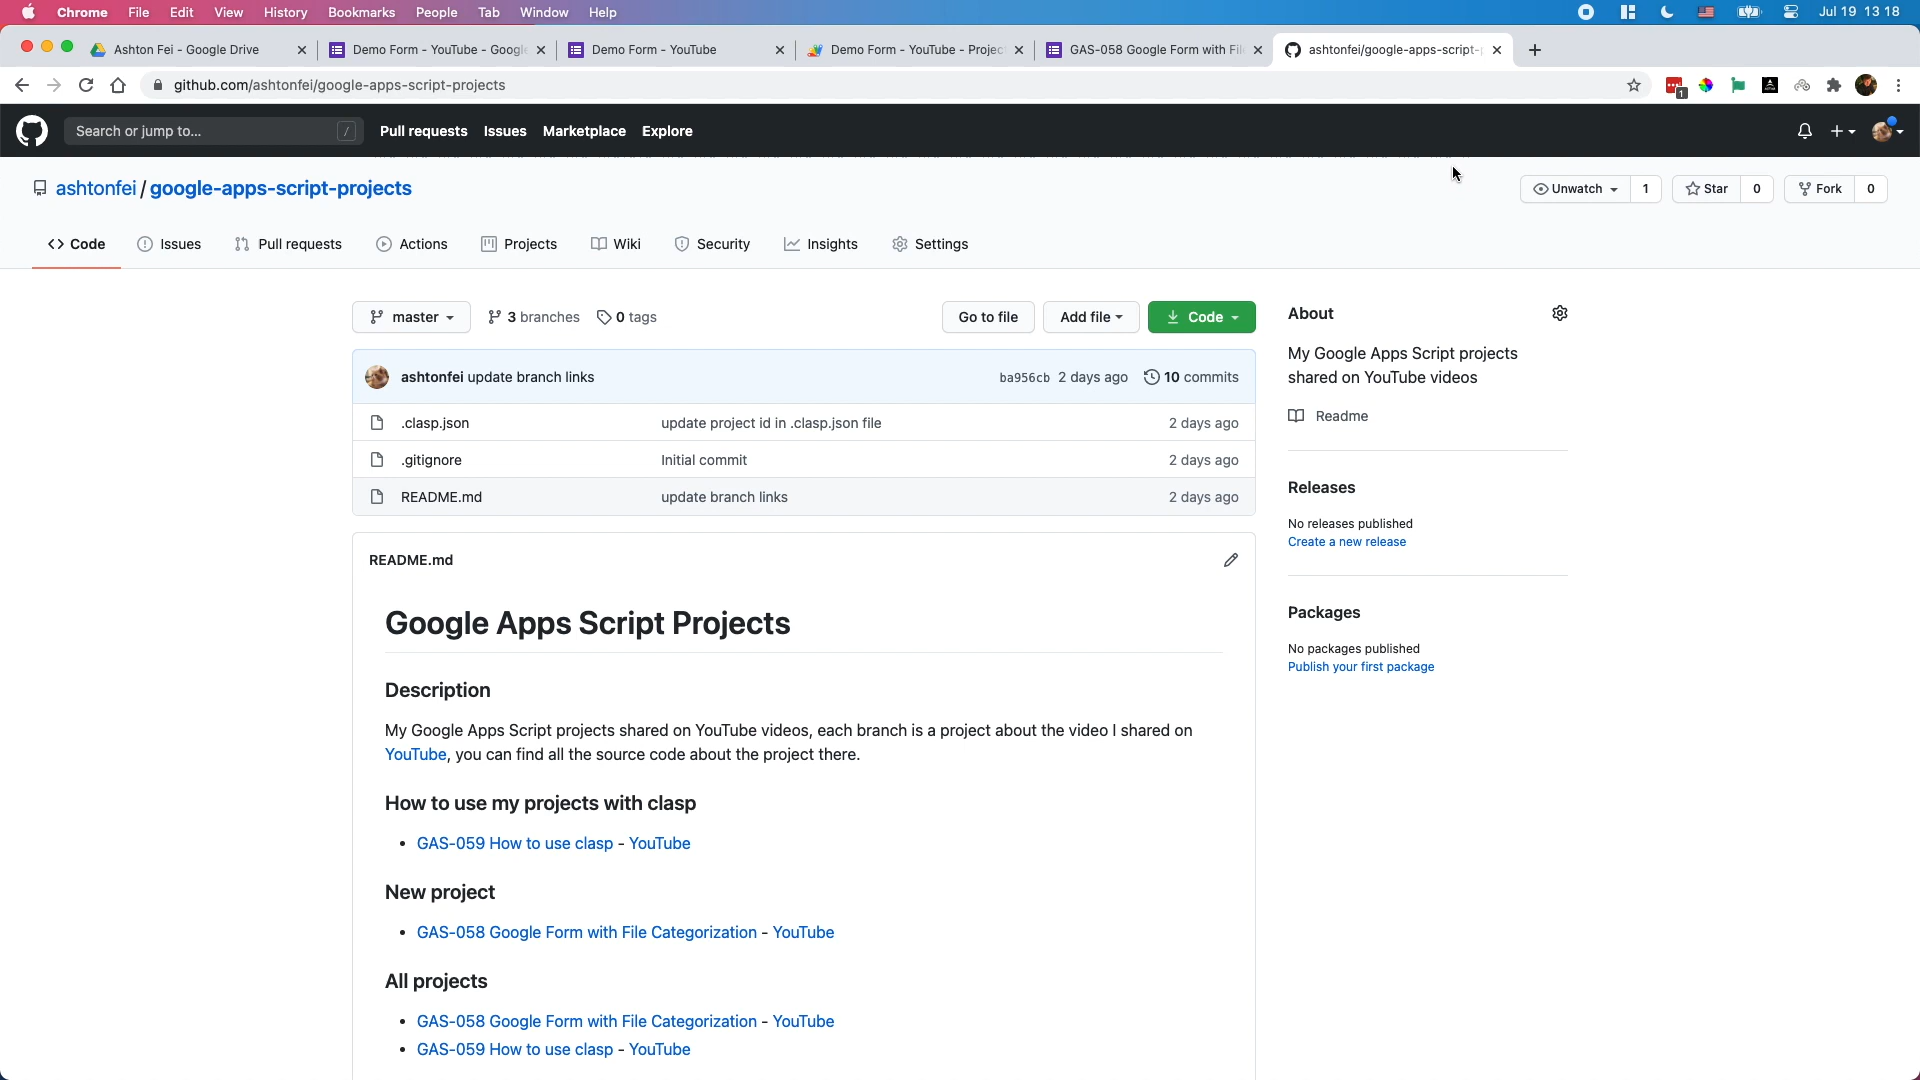 Chrome File Edit View History Bookmarks People Tab Window Help Jul 19 13 18
Ashton Fei - Google Drive Demo Form - YouTube - Google Demo Form - YouTube Demo Form - YouTube - Project GAS-058 Google Form with Fil ashtonfei/google-apps-script-
github.com/ashtonfei/google-apps-script-projects 1
Search or jump to... / Pull requests Issues Marketplace Explore
ashtonfei/google-apps-script-projects Unwatch 1 Star 0 Fork 0
Code Issues Pull requests Actions Projects Wiki Security Insights Settings
master 3 branches 0 tags Go to file Add file Code
ashtonfei update branch links ba956cb 2 days ago 10 commits
.clasp.json update project id in .clasp.json file 2 days ago
.gitignore Initial commit 2 days ago
README.md update branch links 2 days ago
README.md
Google Apps Script Projects
Description
My Google Apps Script projects shared on YouTube videos, each branch is a project about the video I shared on
YouTube, you can find all the source code about the project there.
How to use my projects with clasp
• GAS-059 How to use clasp - YouTube
New project
• GAS-058 Google Form with File Categorization - YouTube
All projects
• GAS-058 Google Form with File Categorization - YouTube
• GAS-059 How to use clasp - YouTube
About
My Google Apps Script projects
shared on YouTube videos
Readme
Releases
No releases published
Create a new release
Packages
No packages published
Publish your first package